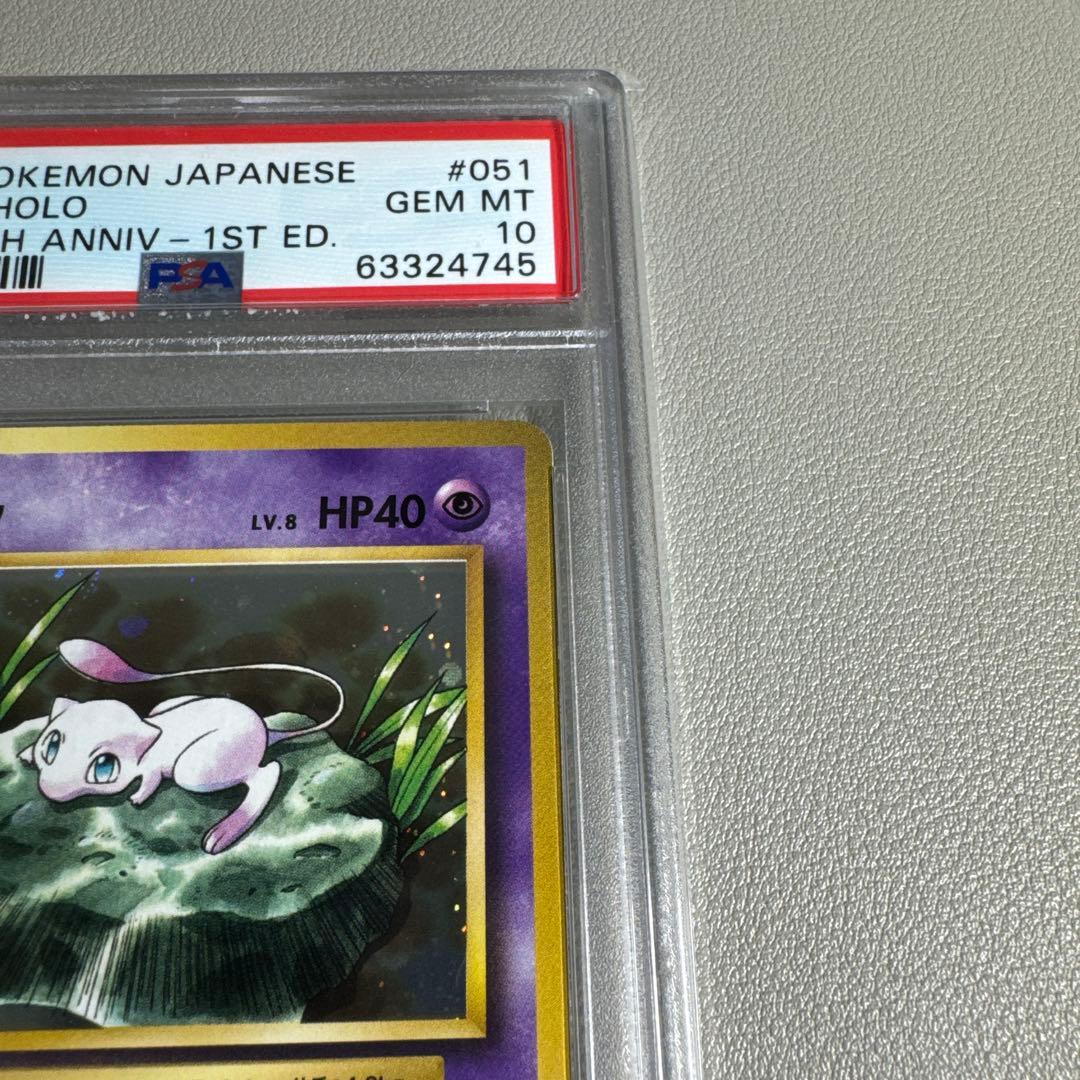 OKEMON JAPANESE #051
HOLO GEM MT
H ANNIV – 1ST ED. 10
PSA 63324745
LV.8 HP40